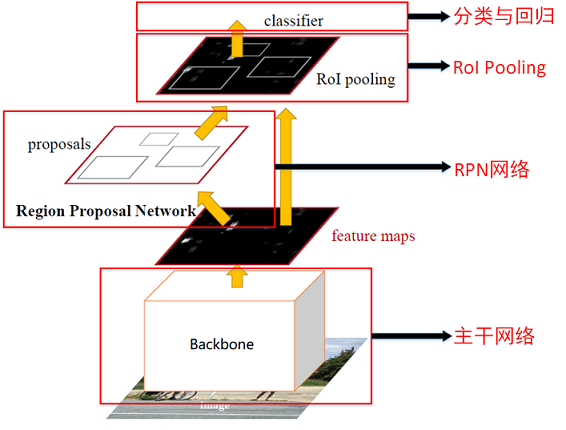 classifier
分类与回归
RoI pooling
RoI Pooling
proposals
RPN网络
Region Proposal Network
feature maps
Backbone
主干网络
image